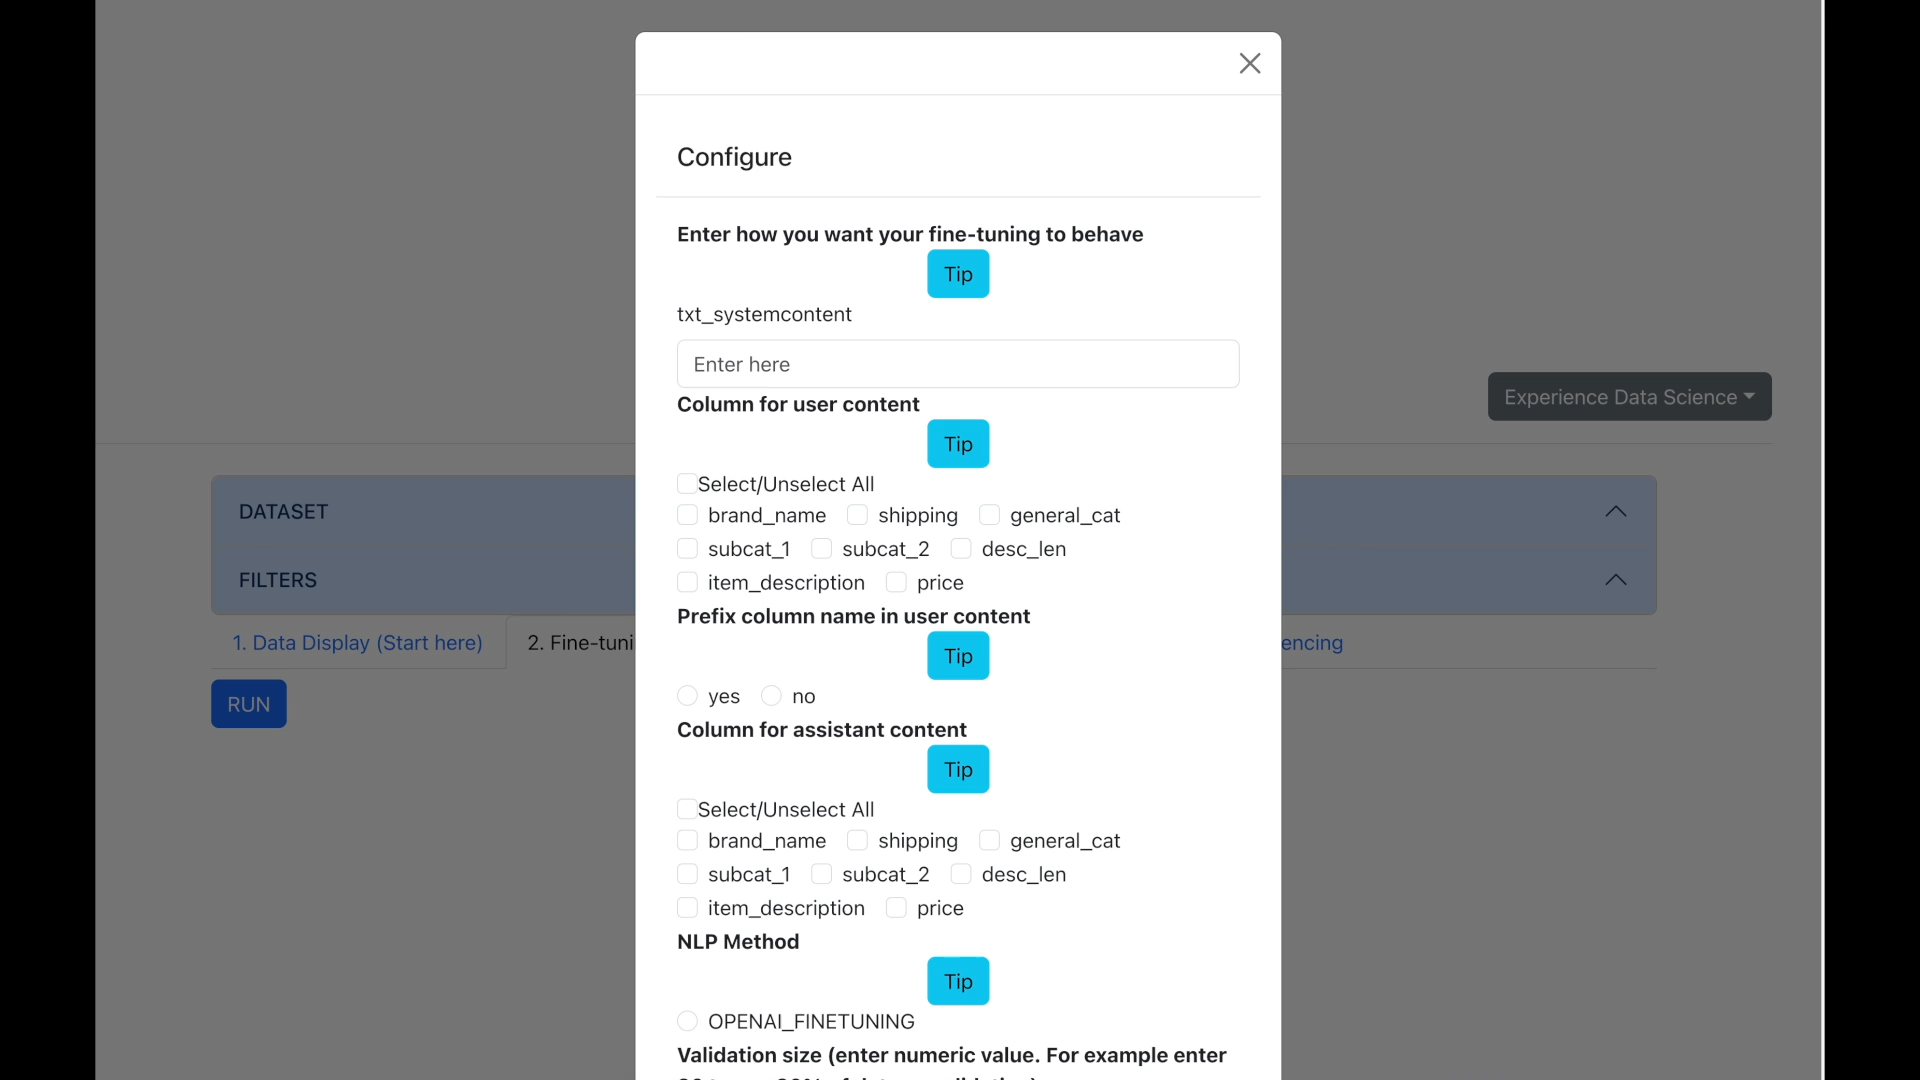 Configure
Enter how you want your fine-tuning to behave
Tip
txt_systemcontent
Enter here
Column for user content
Tip
Select/Unselect All
brand_name shipping general_cat
subcat_1 subcat_2 desc_len
item_description price
Prefix column name in user content
Tip
yes no
Column for assistant content
Tip
Select/Unselect All
brand_name shipping general_cat
subcat_1 subcat_2 desc_len
item_description price
NLP Method
Tip
OPENAI_FINETUNING
Validation size (enter numeric value. For example enter
Experience Data Science
DATASET
FILTERS
1. Data Display (Start here) 2. Fine-tuni encing
RUN